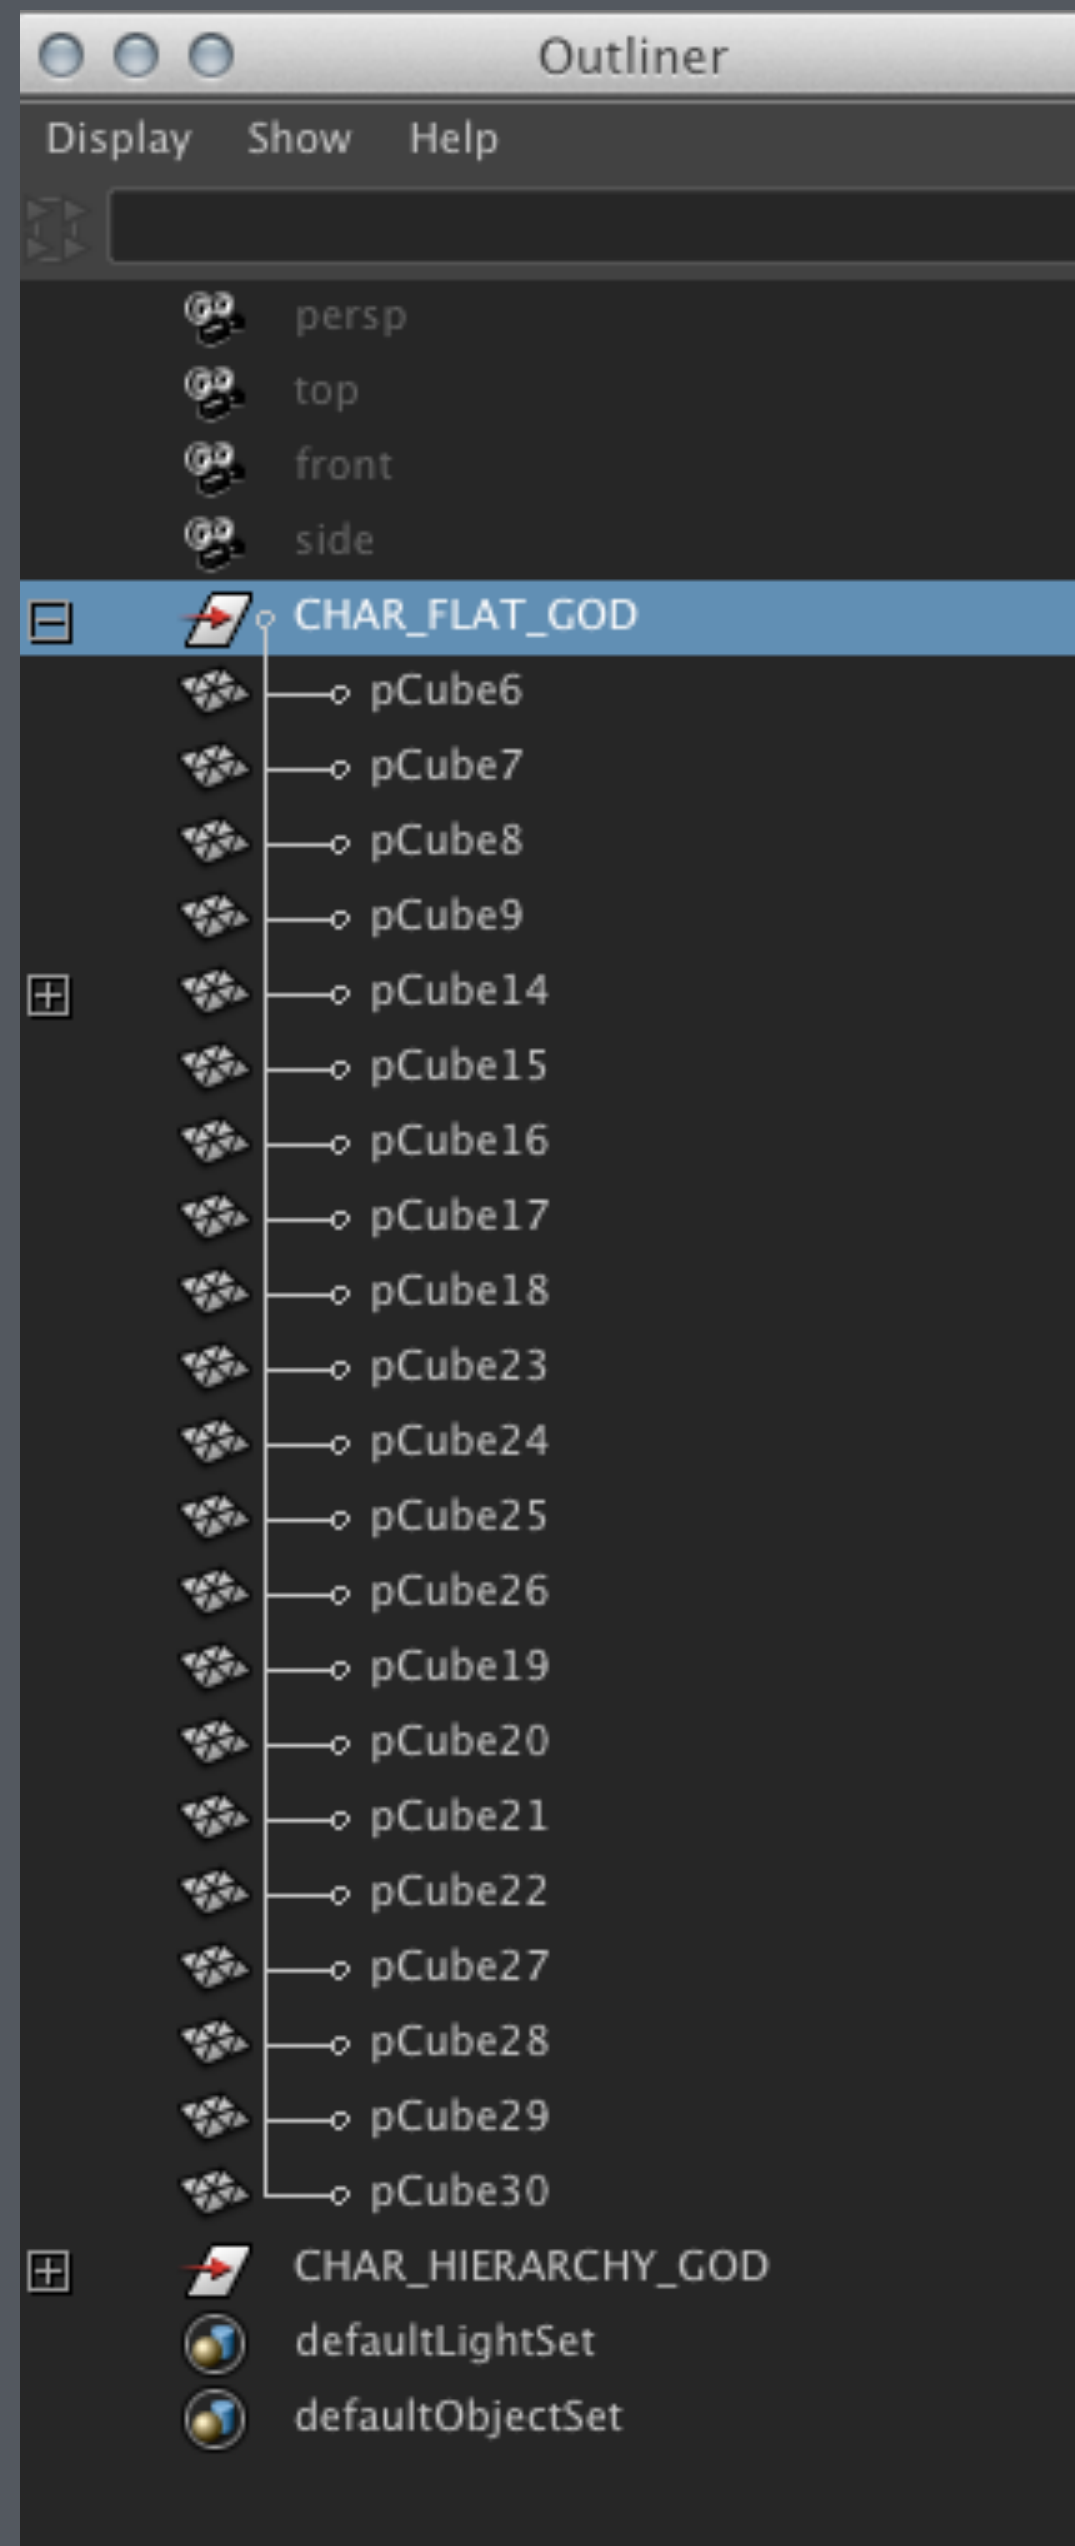 Outliner
Display Show Help
persp
top
front
side
CHAR_FLAT_GOD
pCube6
pCube7
pCube8
pCube9
pCube14
pCube15
pCube16
pCube17
pCube18
pCube23
pCube24
pCube25
pCube26
pCube19
pCube20
pCube21
pCube22
pCube27
pCube28
pCube29
pCube30
CHAR_HIERARCHY_GOD
defaultLightSet
defaultObjectSet